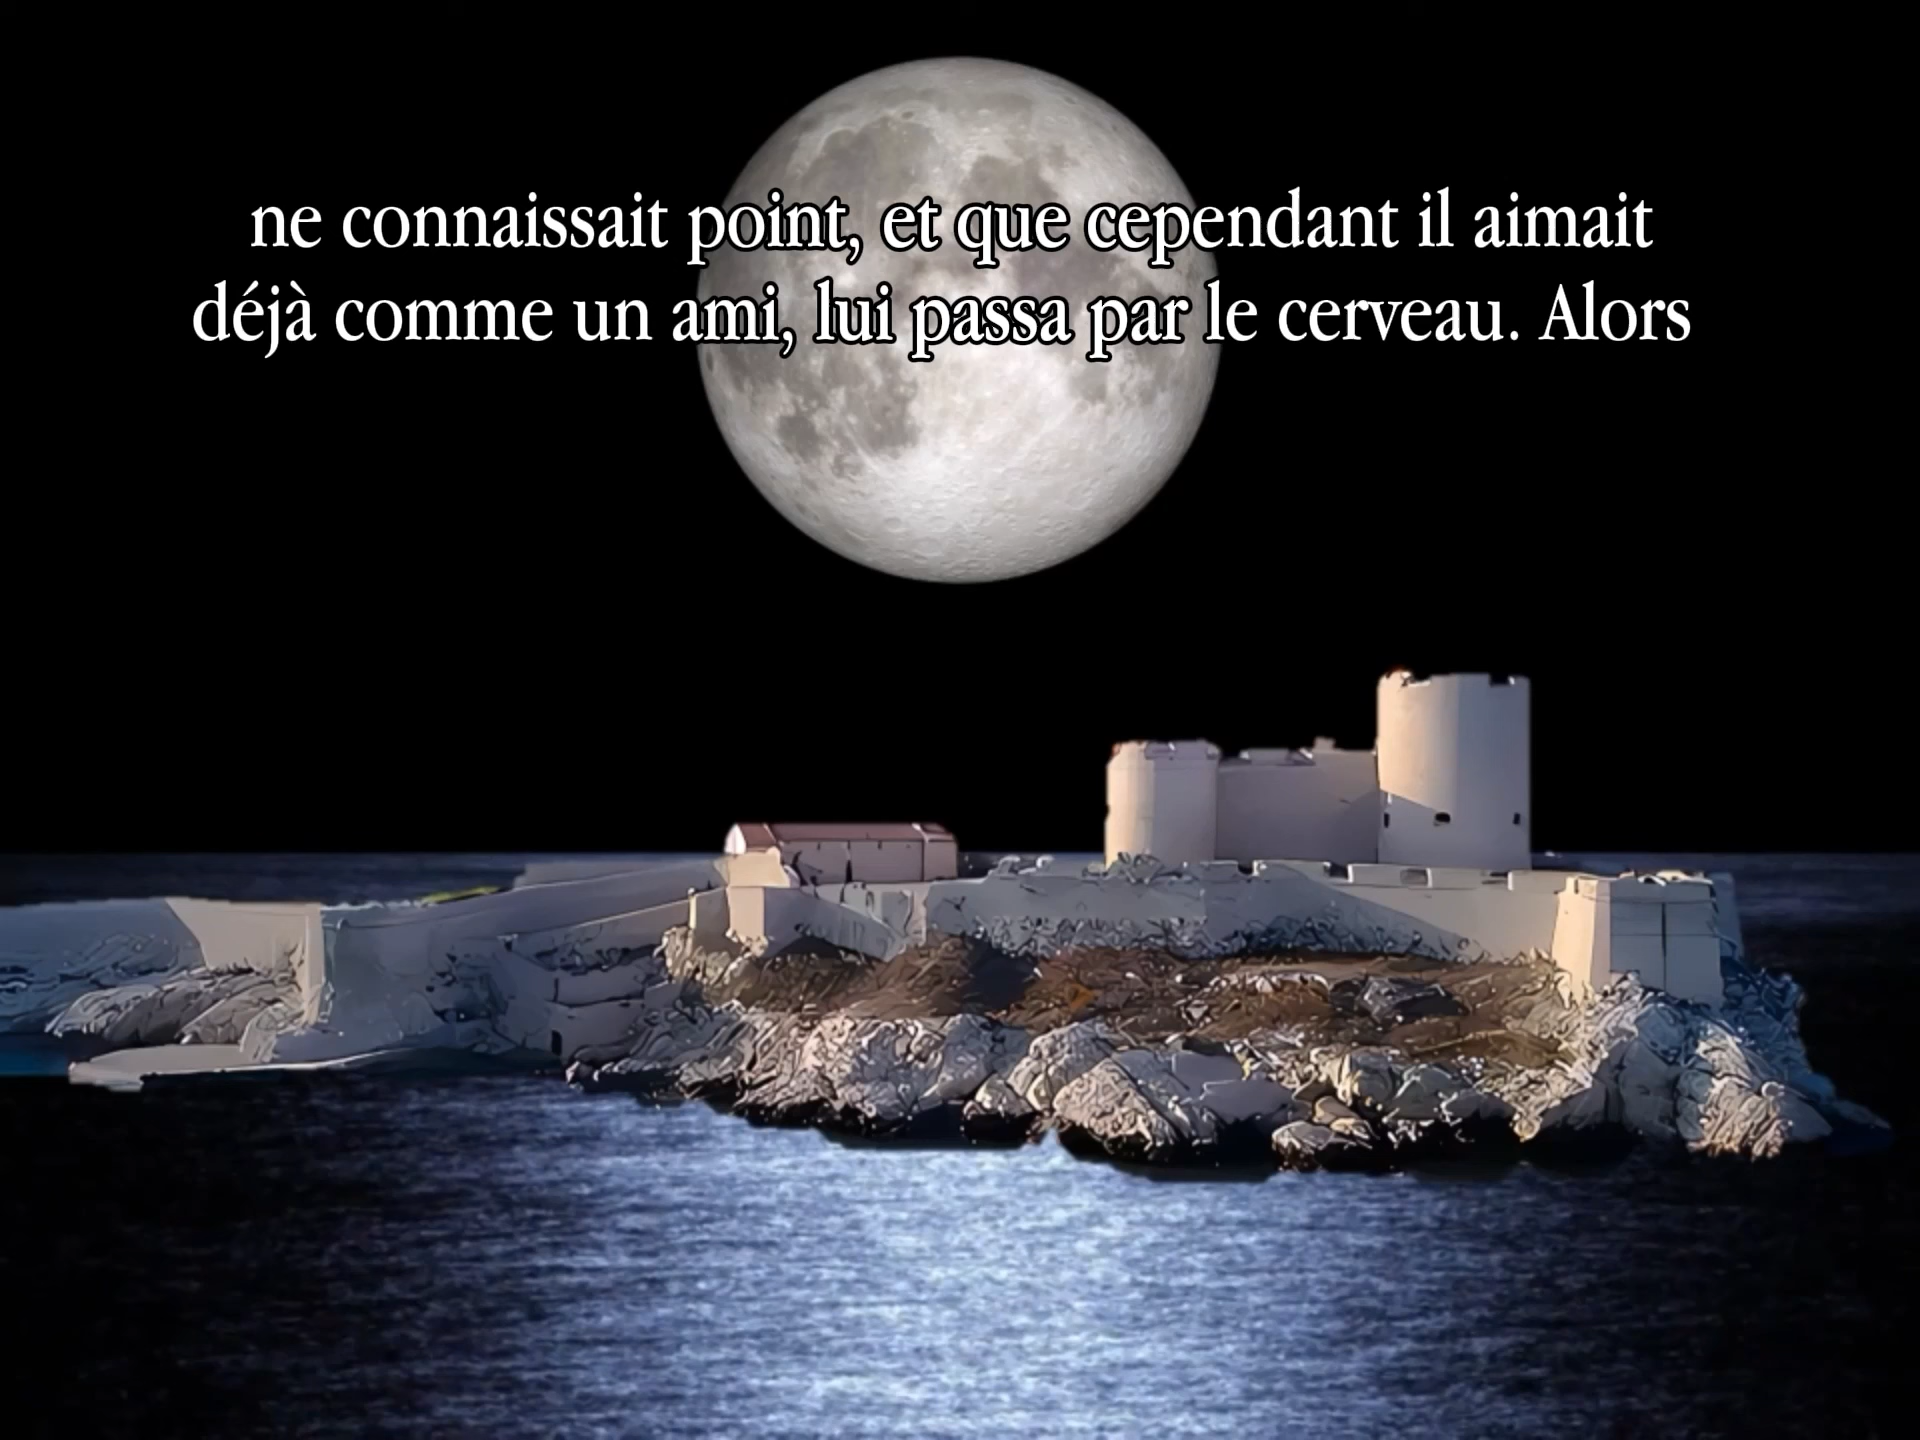 ne connaissait point, et que cependant il aimait
déjà comme un ami, lui passa par le cerveau. Alors